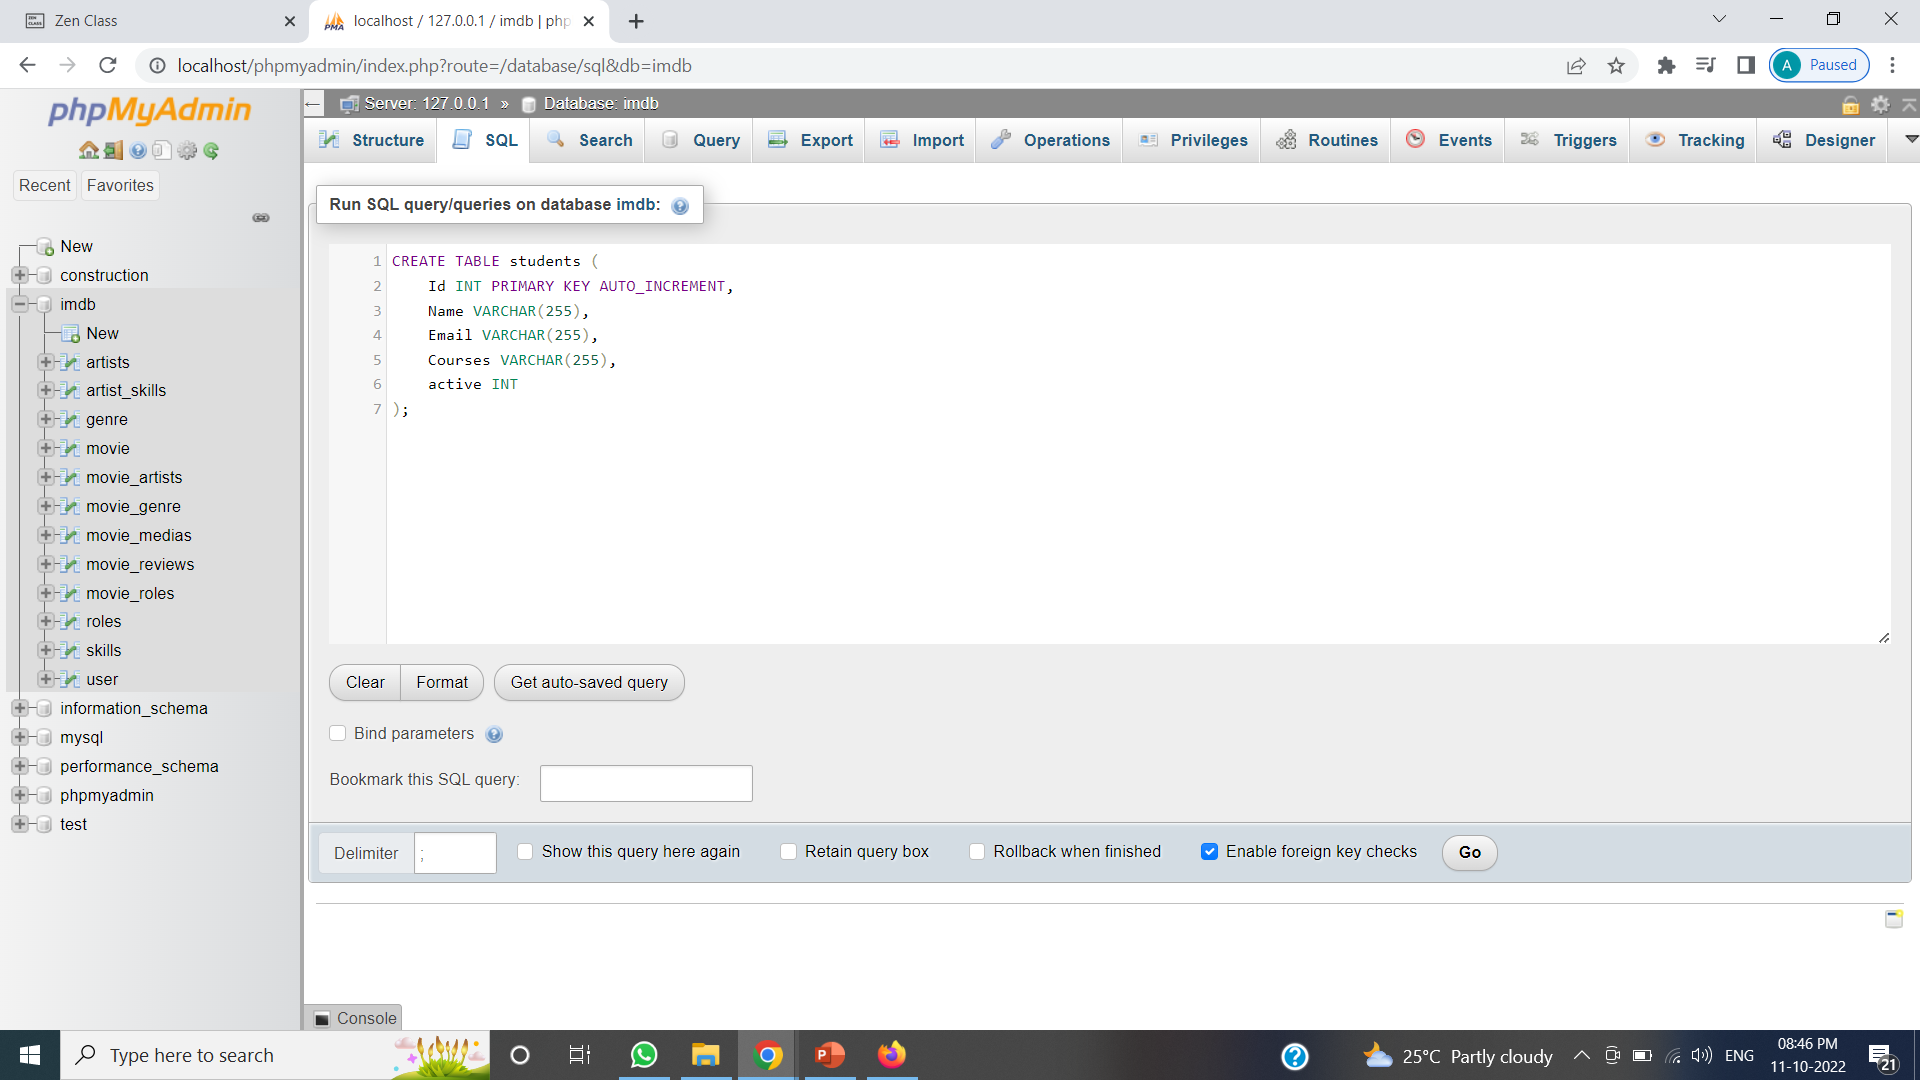 Zen Class
localhost / 127.0.0.1 / imdb | php
localhost/phpmyadmin/index.php?route=/database/sql&db=imdb
A Paused
phpMyAdmin
Recent Favorites
New
construction
imdb
New
artists
artist_skills
genre
movie
movie_artists
movie_genre
movie_medias
movie_reviews
movie_roles
roles
skills
user
information_schema
mysql
performance_schema
phpmyadmin
test
Server: 127.0.0.1 » Database: imdb
Structure SQL Search Query Export Import Operations Privileges Routines Events Triggers Tracking Designer
Run SQL query/queries on database imdb:
1 CREATE TABLE students (
2 Id INT PRIMARY KEY AUTO_INCREMENT,
3 Name VARCHAR(255),
4 Email VARCHAR(255),
5 Courses VARCHAR(255),
6 active INT
7 );
Clear Format Get auto-saved query
Bind parameters
Bookmark this SQL query:
Delimiter ; Show this query here again Retain query box Rollback when finished Enable foreign key checks Go
Console
Type here to search
25°C Partly cloudy ENG
08:46 PM
11-10-2022
21